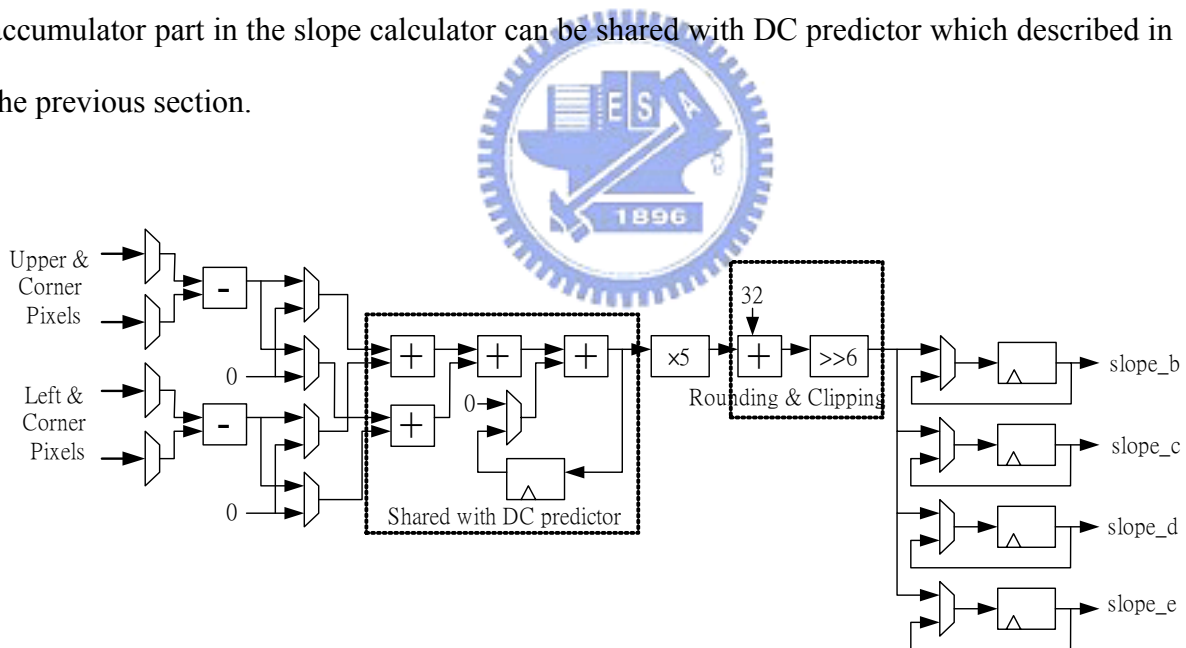 accumulator part in the slope calculator can be shared with DC predictor which described in
the previous section.
ESA
1896
Upper &
Corner
Pixels
-
0
Left &
Corner
Pixels
-
0
+
+
+
+
0
Shared with DC predictor
×5
32
+
>>6
Rounding & Clipping
slope_b
slope_c
slope_d
slope_e